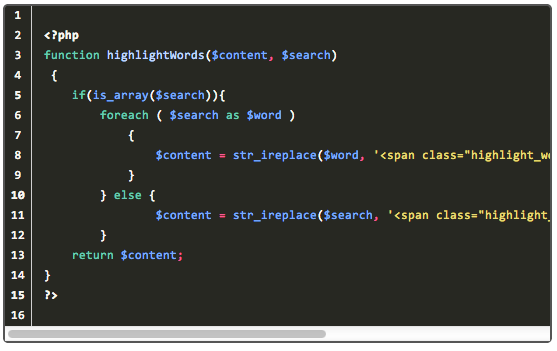 1
2 <?php
3 function highlightWords($content, $search)
4 {
5 if(is_array($search)){
6 foreach ( $search as $word )
7 {
8 $content = str_ireplace($word, '<span class="highlight_w
9 }
10 } else {
11 $content = str_ireplace($search, '<span class="highlight_
12 }
13 return $content;
14 }
15 ?>
16